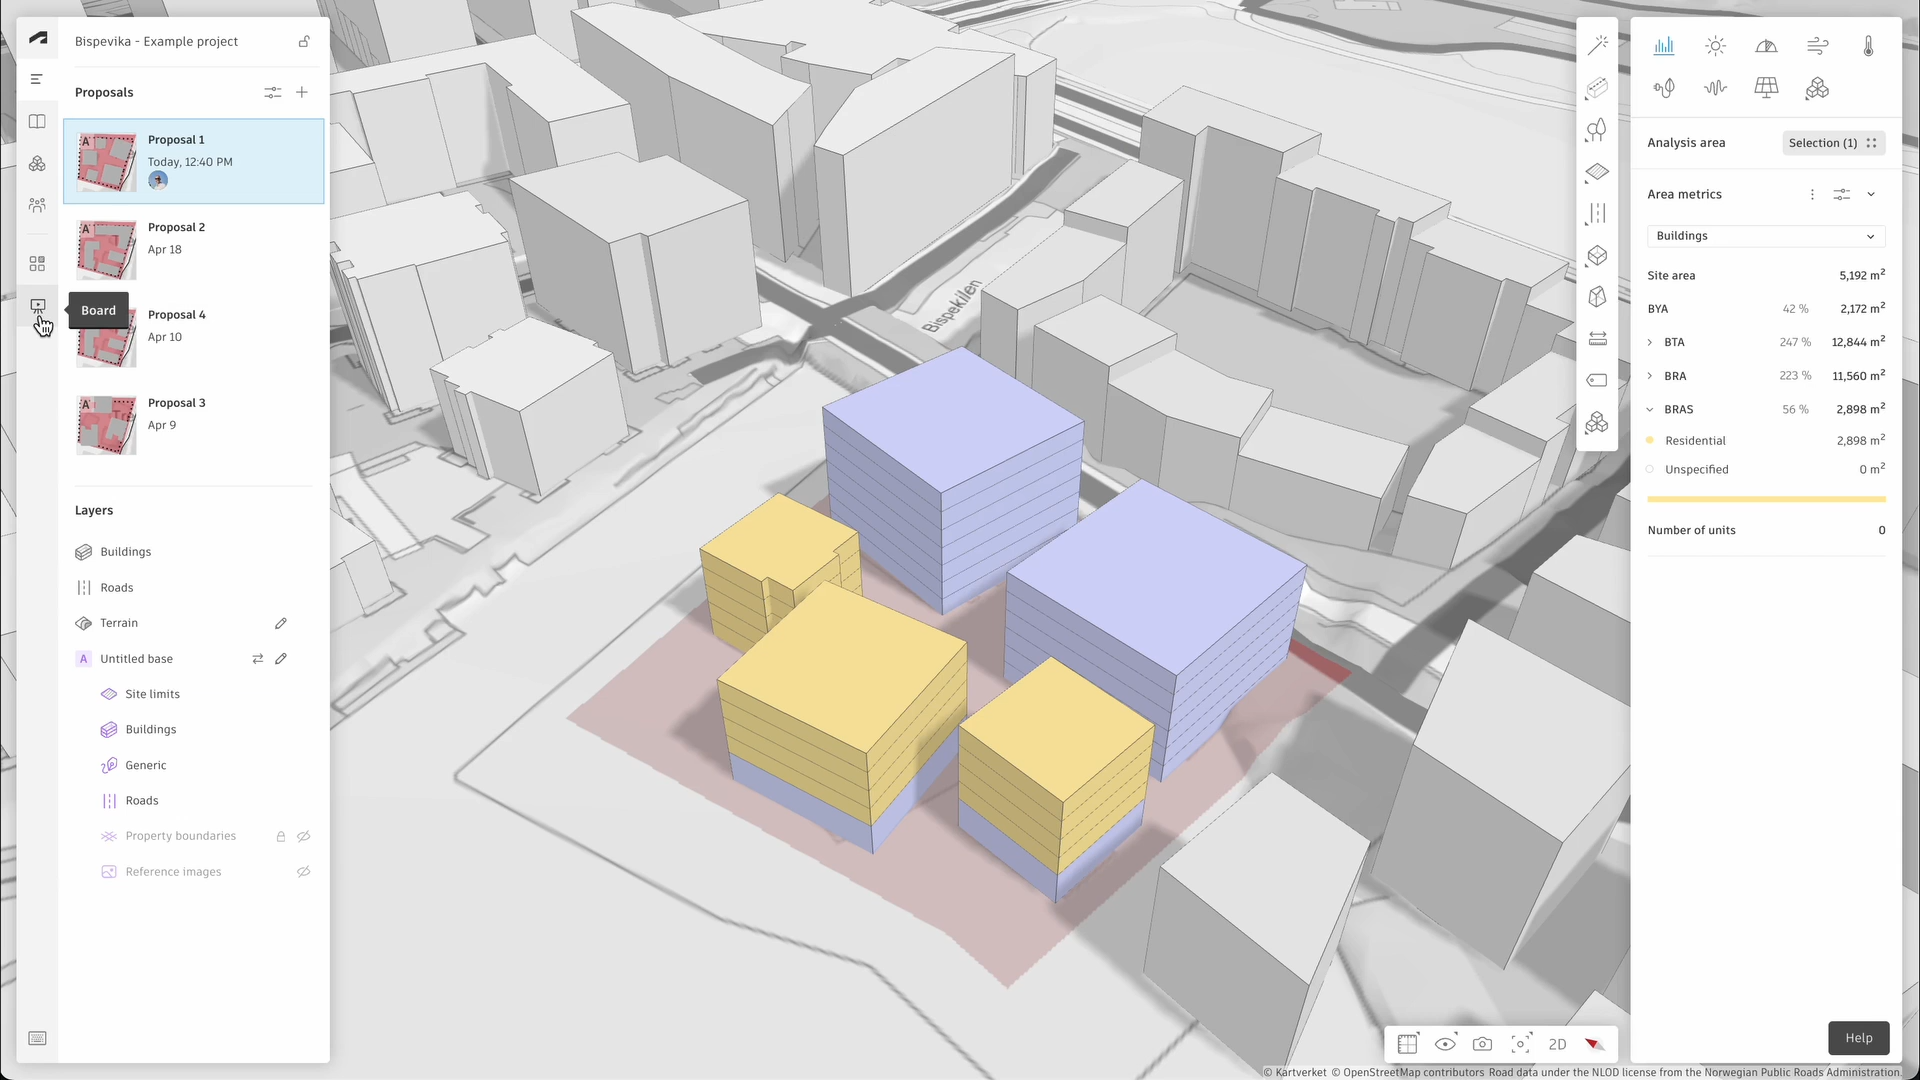 Bispevika - Example project
Proposals
A
Proposal 1
Today, 12:40 PM
A
Proposal 2
Apr 18
Board
Proposal 4
Apr 10
A
Proposal 3
Apr 9
Layers
Buildings
Roads
Terrain
A Untitled base
Site limits
Buildings
Generic
Roads
Property boundaries
Reference images
Bispekilen
Analysis area
Selection (1)
Area metrics
Buildings
Site area 5,192 m²
BYA 42 % 2,172 m²
BTA 247 % 12,844 m²
BRA 223 % 11,560 m²
BRAS 56 % 2,898 m²
Residential 2,898 m²
Unspecified 0 m²
Number of units 0
2D
Help
© Kartverket © OpenStreetMap contributors Road data under the NLOD license from the Norwegian Public Roads Administration.